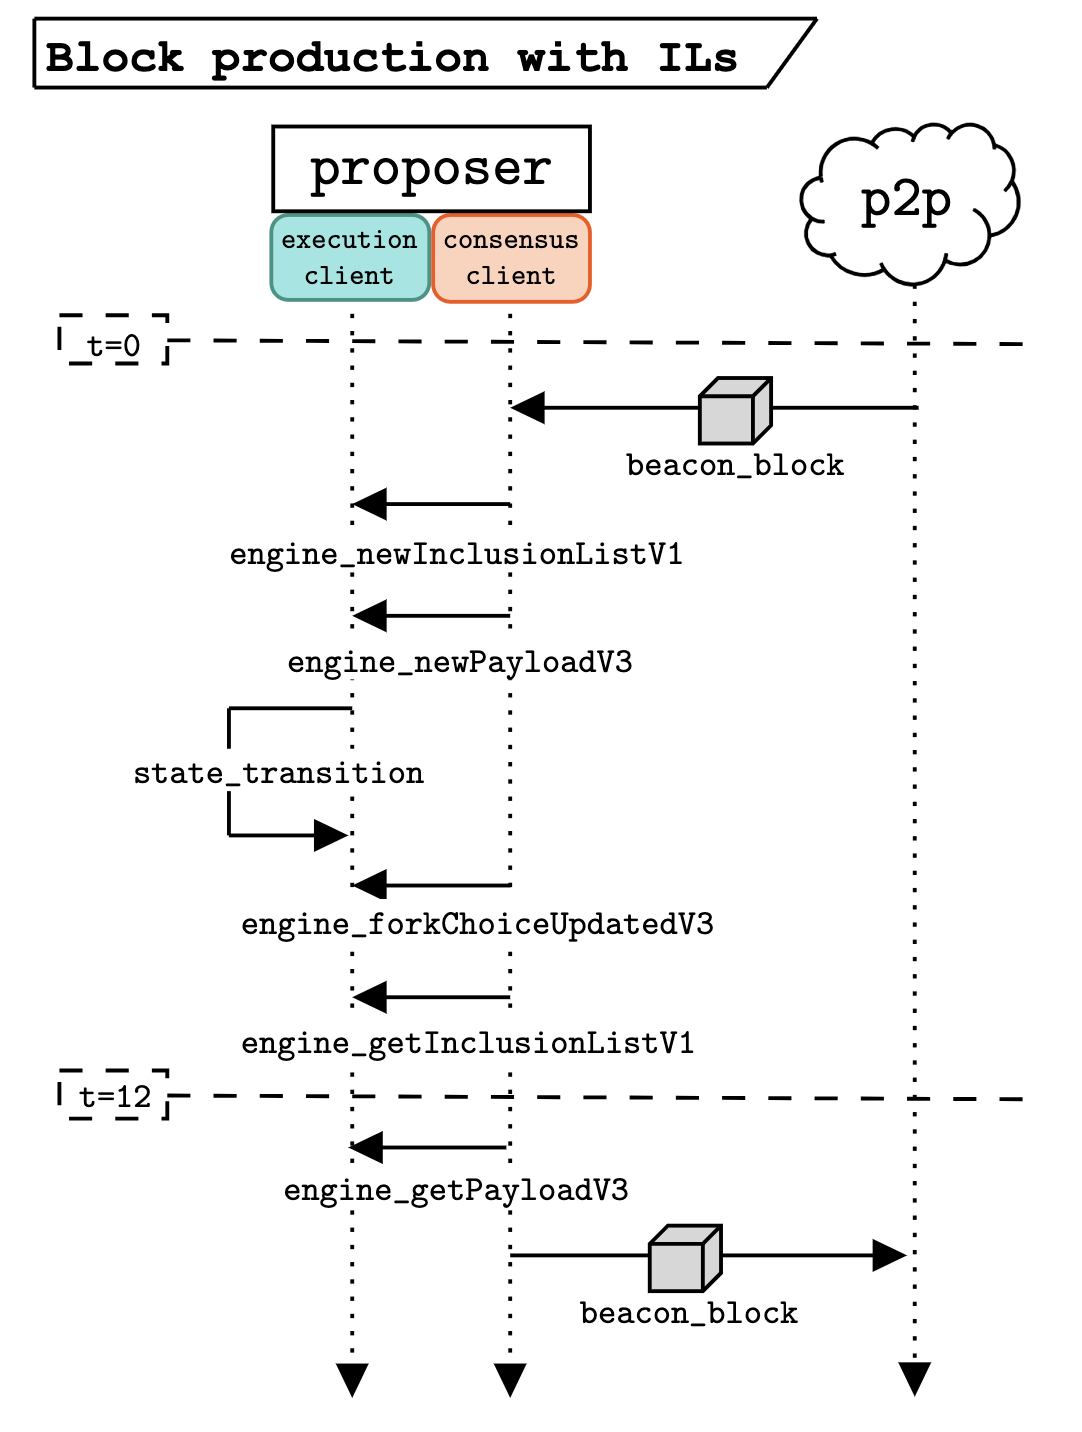 Block production with ILs
proposer
p2p
execution
client
consensus
client
t=0
beacon_block
engine_newInclusionListV1
engine_newPayloadV3
state_transition
engine_forkChoiceUpdatedV3
engine_getInclusionListV1
t=12
engine_getPayloadV3
beacon_block